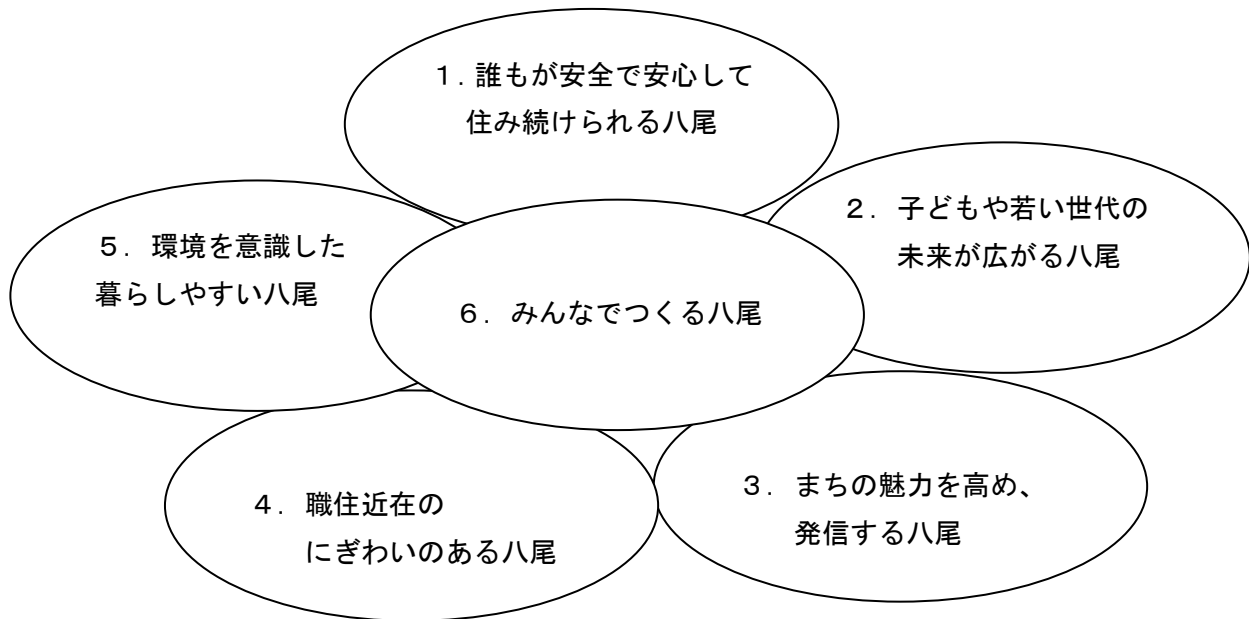 １．誰もが安全で安心して
住み続けられる八尾
２．子どもや若い世代の
未来が広がる八尾
３．まちの魅力を高め、
発信する八尾
４．職住近在の
にぎわいのある八尾
５．環境を意識した
暮らしやすい八尾
６．みんなでつくる八尾